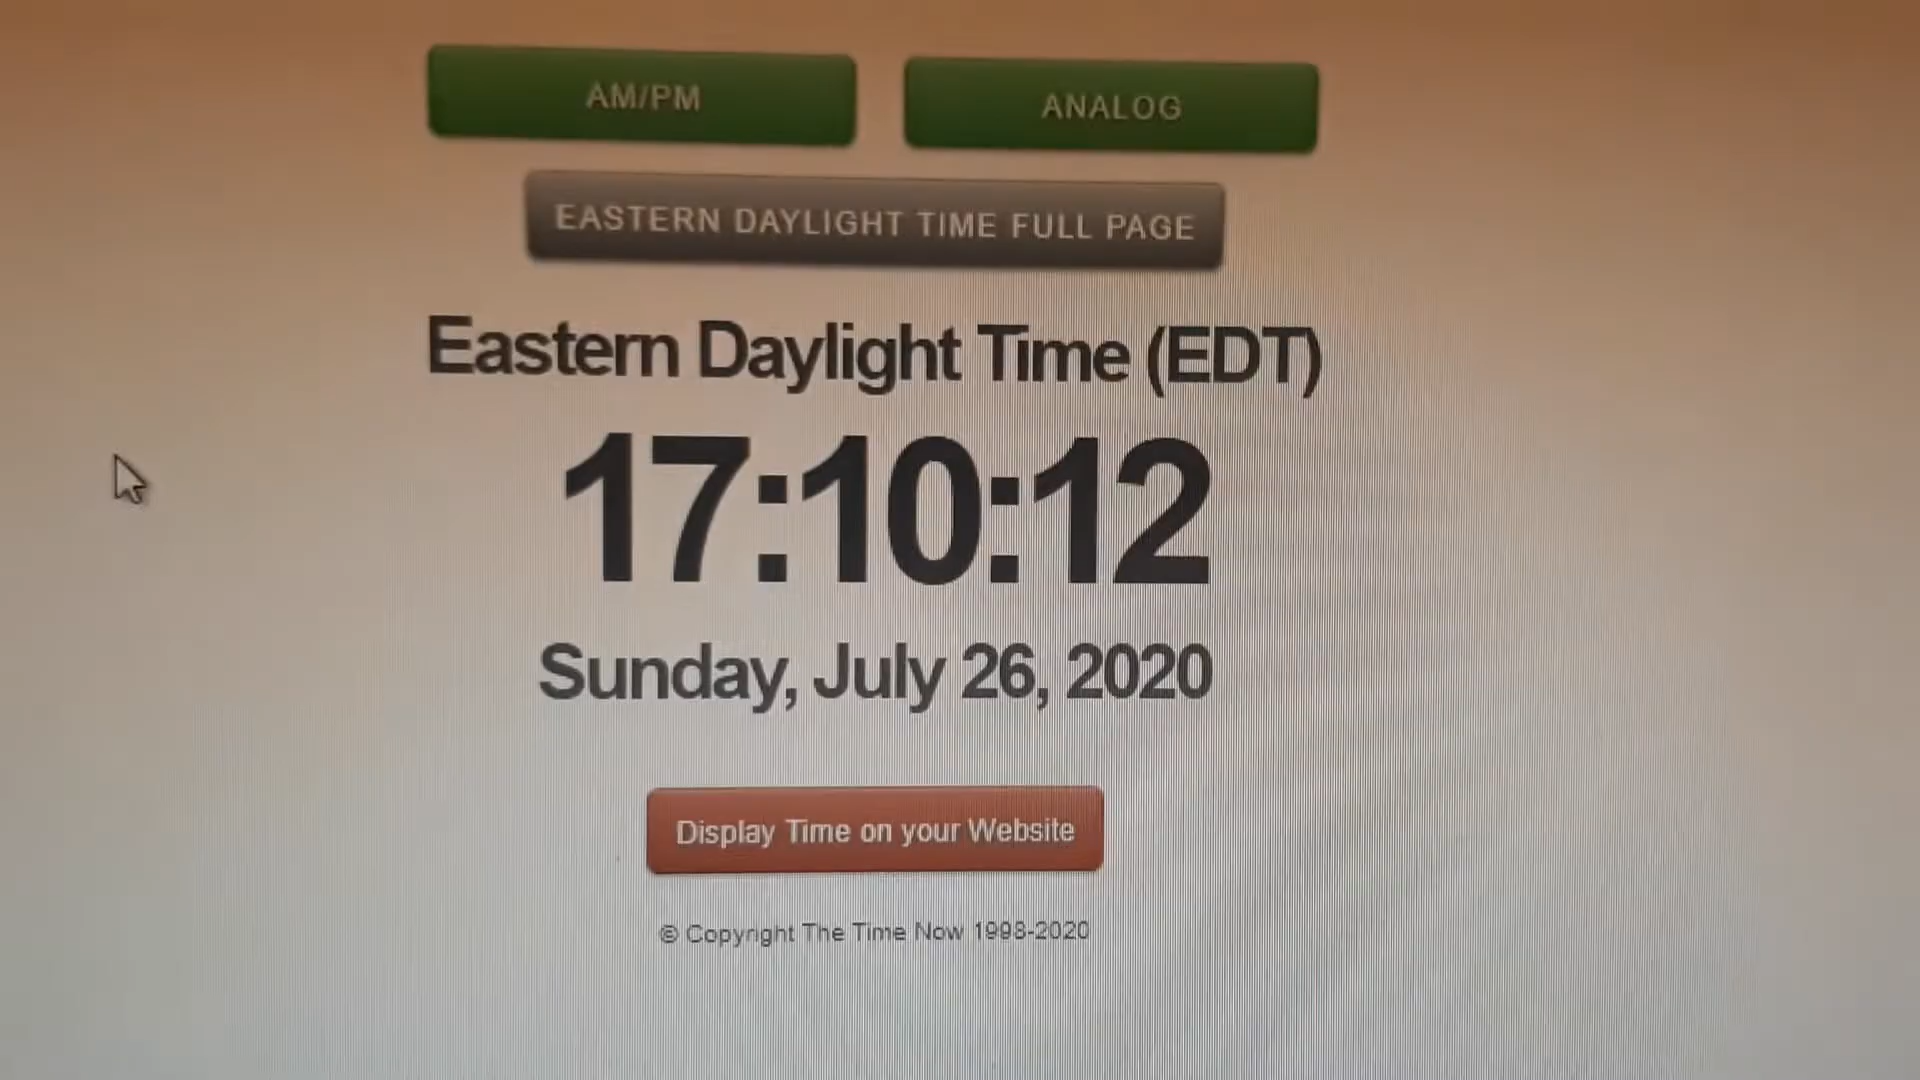 AM/PM
ANALOG
EASTERN DAYLIGHT TIME FULL PAGE
Eastern Daylight Time (EDT)
17:10:12
Sunday, July 26, 2020
Display Time on your Website
© Copyright The Time Now 1998-2020